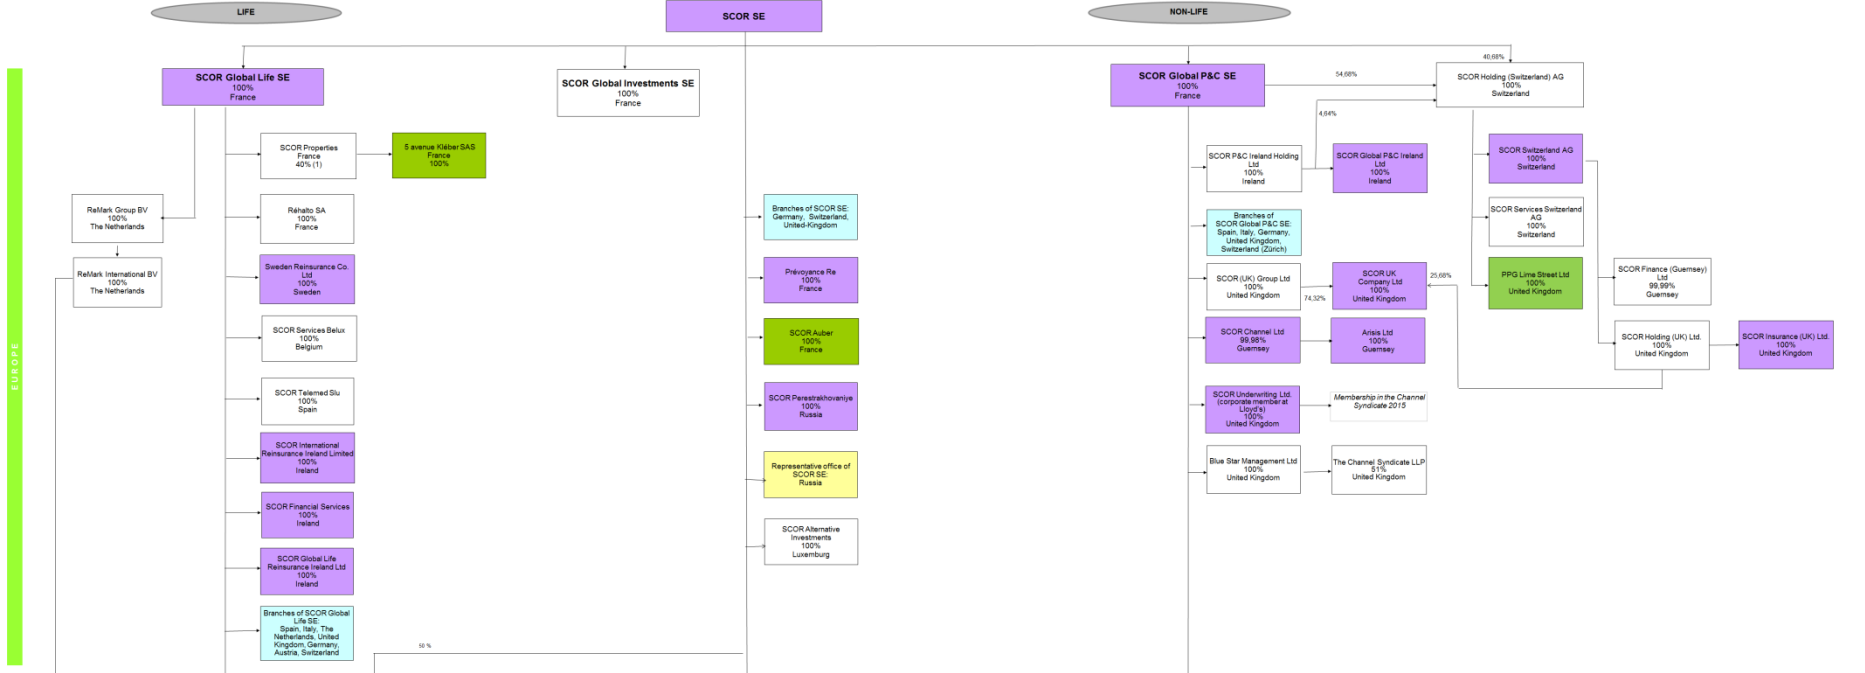 LIFE
SCOR SE
NON-LIFE
EUROPE
SCOR Global Life SE
100%
France
SCOR Global Investments SE
100%
France
SCOR Global P&C SE
100%
France
54,68%
40,68%
SCOR Holding (Switzerland) AG
100%
Switzerland
4,64%
SCOR Properties
France
40% (1)
5 avenue Kléber SAS
France
100%
ReMark Group BV
100%
The Netherlands
ReMark International BV
100%
The Netherlands
Réhalto SA
100%
France
Sweden Reinsurance Co.
Ltd
100%
Sweden
SCOR Services Belux
100%
Belgium
SCOR Telemed Slu
100%
Spain
SCOR International
Reinsurance Ireland Limited
100%
Ireland
SCOR Financial Services
100%
Ireland
SCOR Global Life
Reinsurance Ireland Ltd
100%
Ireland
Branches of SCOR Global
Life SE:
Spain, Italy, The
Netherlands, United
Kingdom, Germany,
Austria, Switzerland
50 %
Branches of SCOR SE:
Germany, Switzerland,
United-Kingdom
Prévoyance Re
100%
France
SCOR Auber
100%
France
SCOR Perestrakhovaniye
100%
Russia
Representative office of
SCOR SE:
Russia
SCOR Alternative
Investments
100%
Luxemburg
SCOR P&C Ireland Holding
Ltd
100%
Ireland
SCOR Global P&C Ireland
Ltd
100%
Ireland
Branches of
SCOR Global P&C SE:
Spain, Italy, Germany,
United Kingdom,
Switzerland (Zürich)
SCOR (UK) Group Ltd
100%
United Kingdom
74,32%
SCOR UK
Company Ltd
100%
United Kingdom
25,68%
SCOR Channel Ltd
99,98%
Guernsey
Arisis Ltd
100%
Guernsey
SCOR Underwriting Ltd.
(corporate member at
Lloyd's)
100%
United Kingdom
Membership in the Channel
Syndicate 2015
Blue Star Management Ltd
100%
United Kingdom
The Channel Syndicate LLP
51%
United Kingdom
SCOR Switzerland AG
100%
Switzerland
SCOR Services Switzerland
AG
100%
Switzerland
PPG Lime Street Ltd
100%
United Kingdom
SCOR Finance (Guernsey)
Ltd
99,99%
Guernsey
SCOR Holding (UK) Ltd.
100%
United Kingdom
SCOR Insurance (UK) Ltd.
100%
United Kingdom